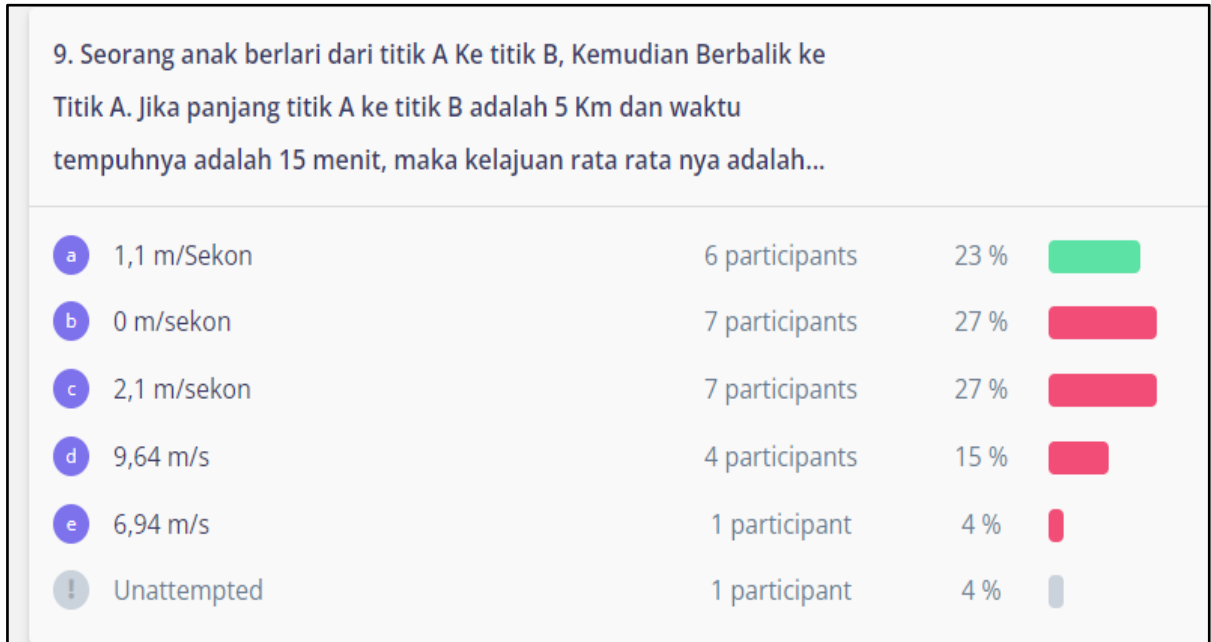 9. Seorang anak berlari dari titik A Ke titik B, Kemudian Berbalik ke
Titik A. Jika panjang titik A ke titik B adalah 5 Km dan waktu
tempuhnya adalah 15 menit, maka kelajuan rata rata nya adalah...
a 1,1 m/Sekon 6 participants 23 %
b 0 m/sekon 7 participants 27 %
c 2,1 m/sekon 7 participants 27 %
d 9,64 m/s 4 participants 15 %
e 6,94 m/s 1 participant 4 %
! Unattempted 1 participant 4 %